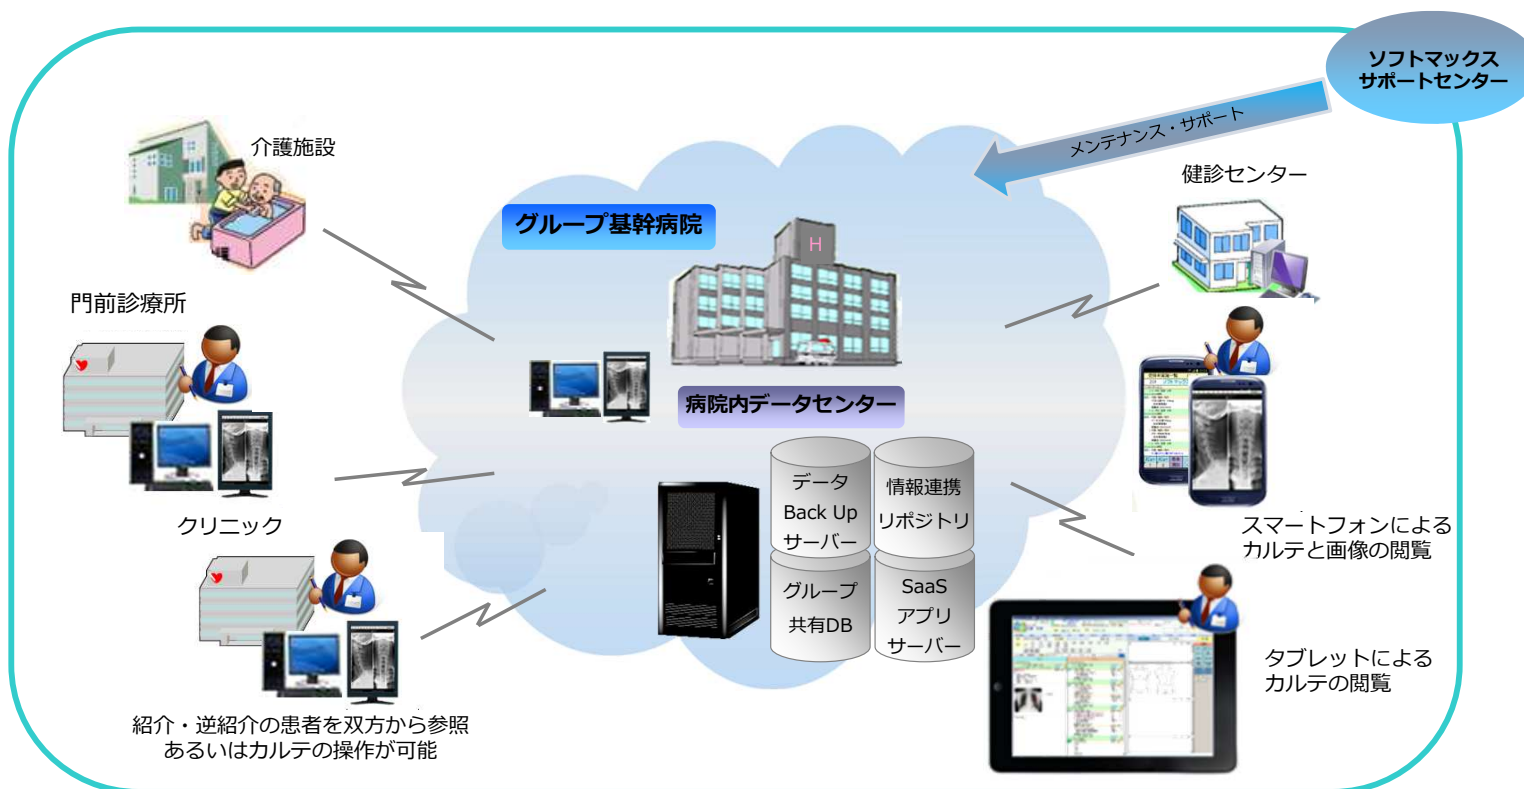 ソフトマックス
サポートセンター
メンテナンス・サポート
介護施設
健診センター
グループ基幹病院
H
門前診療所
病院内データセンター
データ
Back Up
サーバー
情報連携
リポジトリ
グループ
共有DB
SaaS
アプリ
サーバー
クリニック
スマートフォンによる
カルテと画像の閲覧
タブレットによる
カルテの閲覧
紹介・逆紹介の患者を双方から参照
あるいはカルテの操作が可能